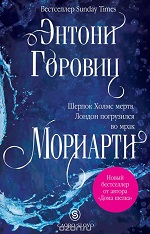 Бестселлер Sunday Times
ЭНТОНИ
ГОРОВИЦ
Шерлок Холмс мертв,
Лондон погрузился
во мрак
МОРИАРТИ
Новый
бестселлер
от автора
«Дома шелка»